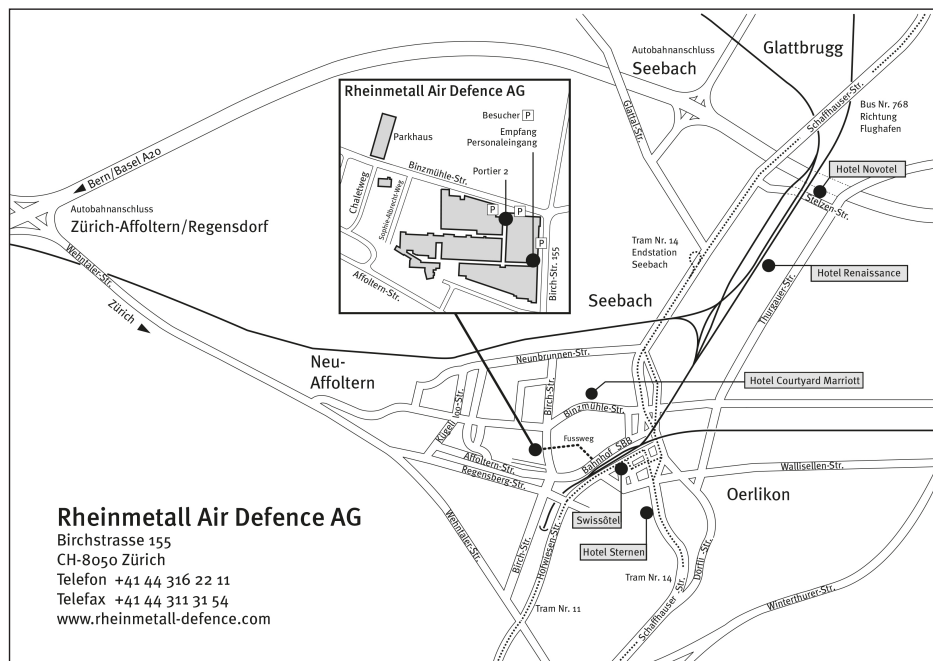 Autobahnanschluss
Seebach
Glattbrugg
Rheinmetall Air Defence AG
Besucher P
Empfang
Personaleingang
Parkhaus
Portier 2
Binzmühle-Str.
Chaletweg
Sophie-Albrecht-Weg
P
P
P
Birch-Str. 155
Affoltern-Str.
Glattal-Str.
Schaffhauser-Str.
Bus Nr. 768
Richtung
Flughafen
Hotel Novotel
Stelzen-Str.
Bern/Basel A20
Autobahnanschluss
Zürich-Affoltern/Regensdorf
Wehntaler-Str.
Zürich
Tram Nr. 14
Endstation
Seebach
Hotel Renaissance
Seebach
Thurgauer-Str.
Neu-
Affoltern
Neunbrunnen-Str.
Hotel Courtyard Marriott
Birch-Str.
Binzmühle-Str.
Fussweg
Bahnhof SBB
Affoltern-Str.
Regensberg-Str.
Wallisellen-Str.
Oerlikon
Swissôtel
Hotel Sternen
Wehntaler-Str.
Birch-Str.
Hofwiesen-Str.
Tram Nr. 14
Dörfli-Str.
Tram Nr. 11
Schaffhauser Str.
Winterthurer-Str.
Rheinmetall Air Defence AG
Birchstrasse 155
CH-8050 Zürich
Telefon +41 44 316 22 11
Telefax +41 44 311 31 54
www.rheinmetall-defence.com